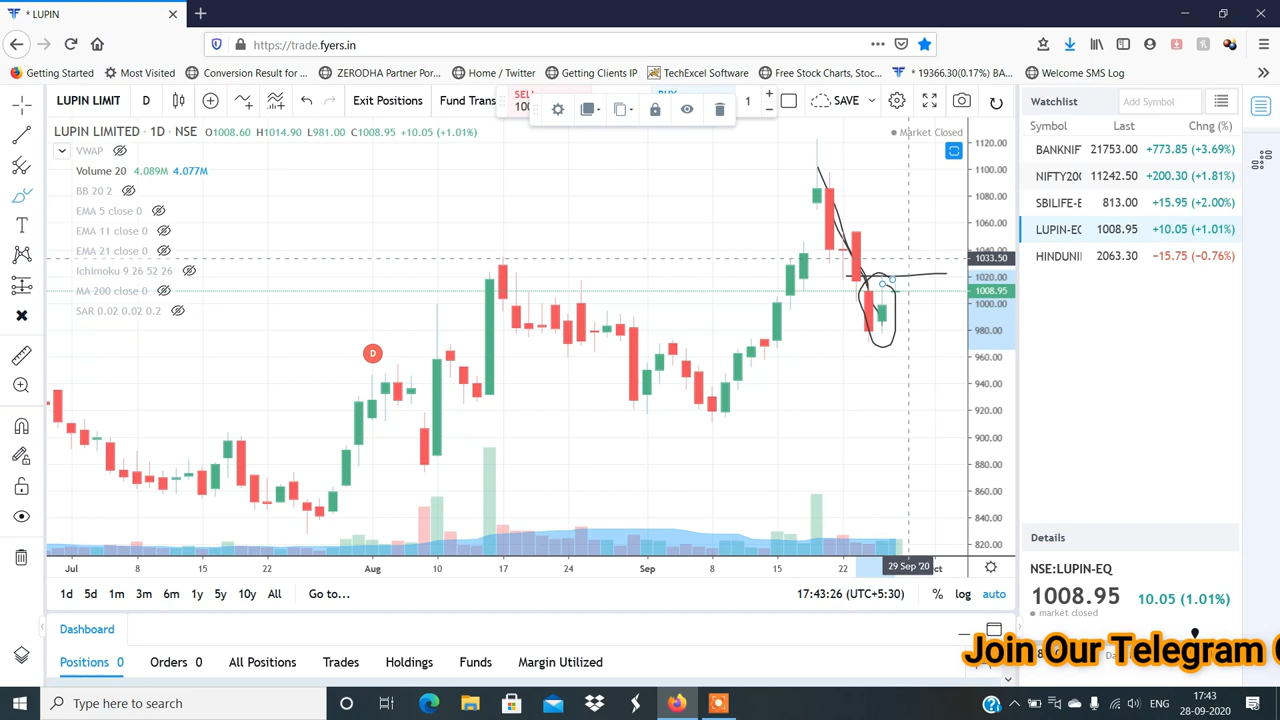 * LUPIN
https://trade.fyers.in
Getting Started Most Visited Conversion Result for ... ZERODHA Partner Por... Home / Twitter Getting Clients IP TechExcel Software Free Stock Charts, Stoc... * 19366.30(0.17%) BA... Welcome SMS Log
LUPIN LIMIT D Exit Positions Fund Trans SELL 1 SAVE
LUPIN LIMITED · 1D · NSE O1008.60 H1014.90 L981.00 C1008.95 +10.05 (+1.01%)
Market Closed
VWAP
Volume 20 4.089M 4.077M
BB 20 2
EMA 5 close 0
EMA 11 close 0
EMA 21 close 0
Ichimoku 9 26 52 26
MA 200 close 0
SAR 0.02 0.02 0.2
D
1120.00
1100.00
1080.00
1060.00
1040.00
1033.50
1020.00
1008.95
1000.00
980.00
960.00
940.00
920.00
900.00
880.00
860.00
840.00
820.00
Jul 8 15 22 Aug 10 17 24 Sep 8 15 22 29 Sep '20 Oct
1d 5d 1m 3m 6m 1y 5y 10y All Go to... 17:43:26 (UTC+5:30) % log auto
Dashboard
Positions 0 Orders 0 All Positions Trades Holdings Funds Margin Utilized
Watchlist Add Symbol
Symbol Last Chng (%)
BANKNIF 21753.00 +773.85 (+3.69%)
NIFTY20( 11242.50 +200.30 (+1.81%)
SBILIFE-E 813.00 +15.95 (+2.00%)
LUPIN-EC 1008.95 +10.05 (+1.01%)
HINDUNI 2063.30 -15.75 (-0.76%)
Details
NSE:LUPIN-EQ
1008.95 10.05 (1.01%)
market closed
Join Our Telegram
Type here to search
17:43
28-09-2020